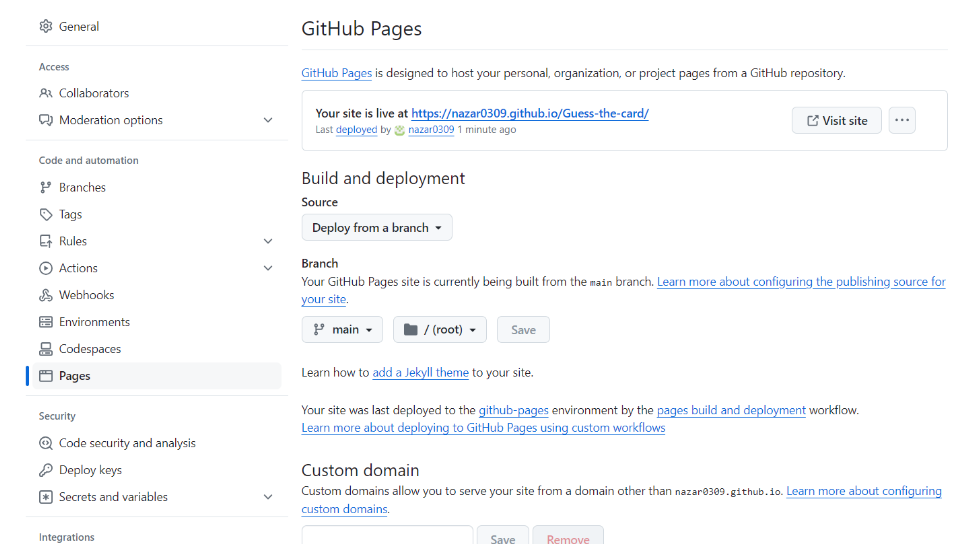 General
Access
Collaborators
Moderation options
Code and automation
Branches
Tags
Rules
Actions
Webhooks
Environments
Codespaces
Pages
Security
Code security and analysis
Deploy keys
Secrets and variables
Integrations
GitHub Pages
GitHub Pages is designed to host your personal, organization, or project pages from a GitHub repository.
Your site is live at https://nazar0309.github.io/Guess-the-card/
Last deployed by nazar0309 1 minute ago
Visit site
Build and deployment
Source
Deploy from a branch
Branch
Your GitHub Pages site is currently being built from the main branch. Learn more about configuring the publishing source for
your site.
main
/ (root)
Save
Learn how to add a Jekyll theme to your site.
Your site was last deployed to the github-pages environment by the pages build and deployment workflow.
Learn more about deploying to GitHub Pages using custom workflows
Custom domain
Custom domains allow you to serve your site from a domain other than nazar0309.github.io. Learn more about configuring
custom domains.
Save
Remove